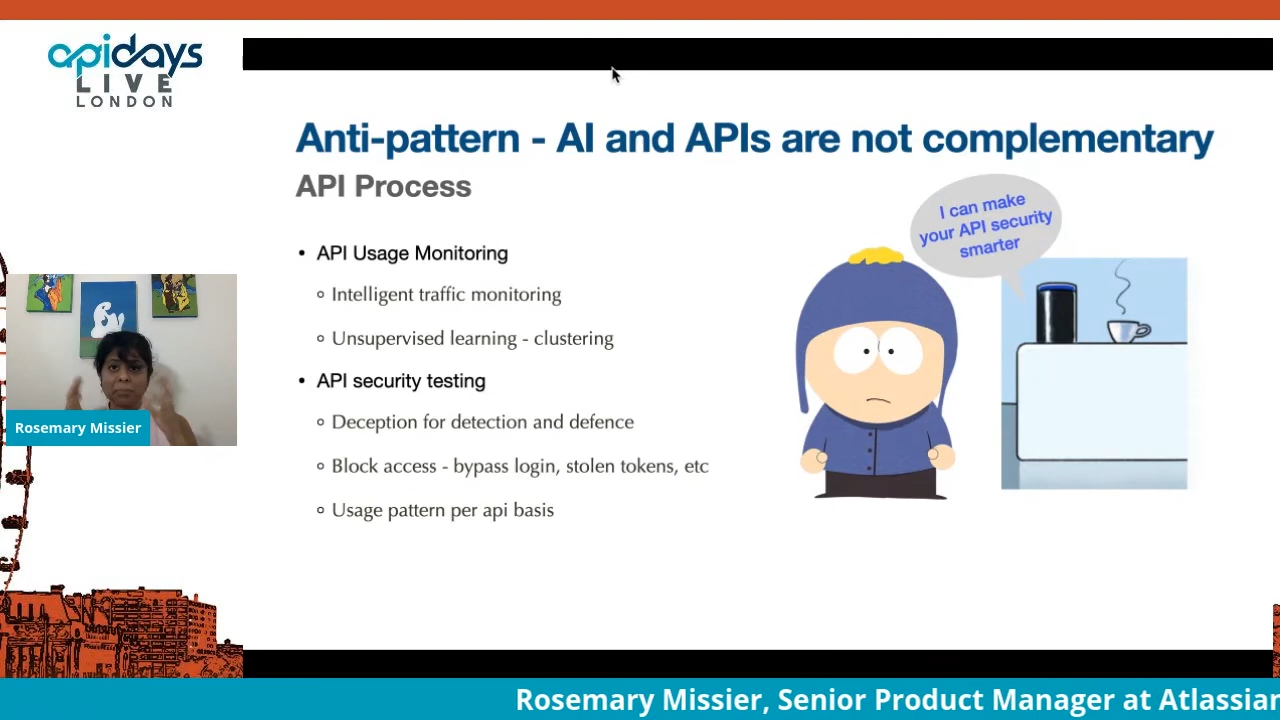 apidays
LIVE
LONDON
Anti-pattern - AI and APIs are not complementary
API Process
I can make
your API security
smarter
• API Usage Monitoring
◦ Intelligent traffic monitoring
◦ Unsupervised learning - clustering
• API security testing
◦ Deception for detection and defence
◦ Block access - bypass login, stolen tokens, etc
◦ Usage pattern per api basis
Rosemary Missier
Rosemary Missier, Senior Product Manager at Atlassian